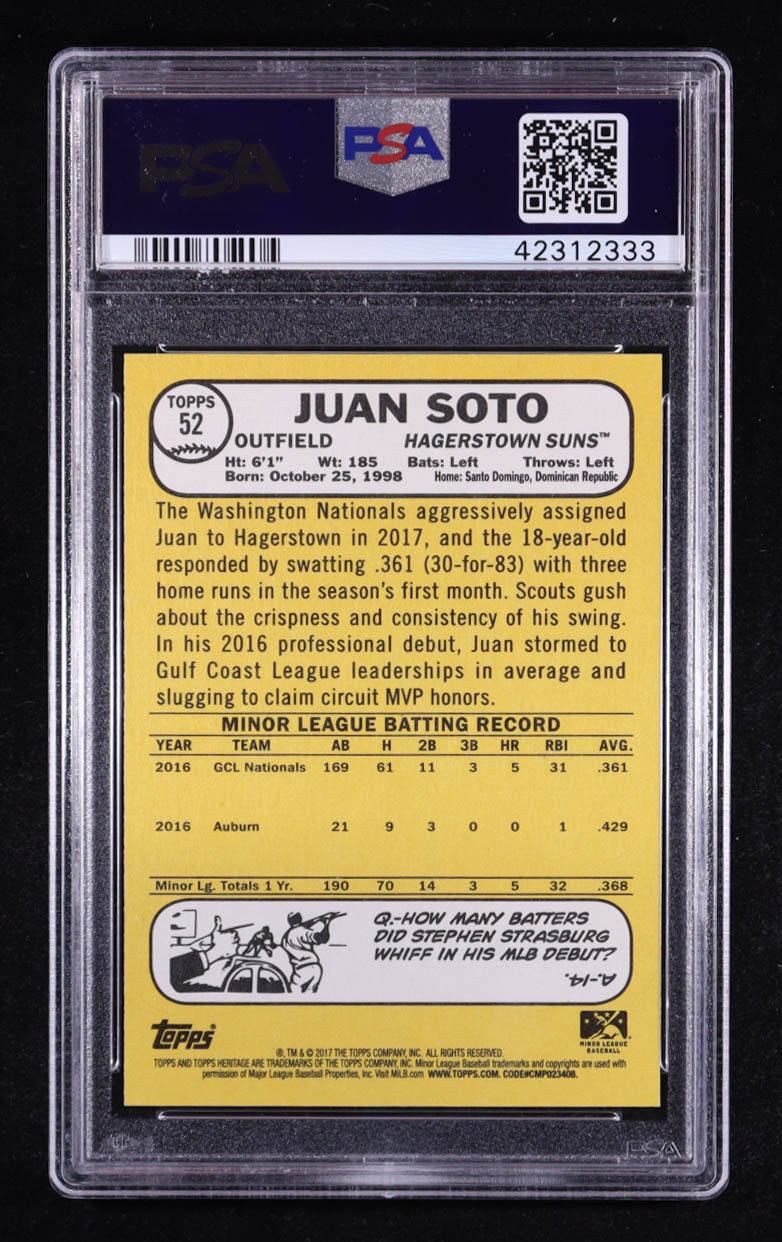 PSA
PSA
42312333
TOPPS
52
JUAN SOTO
OUTFIELD HAGERSTOWN SUNS™
Ht: 6'1" Wt: 185 Bats: Left Throws: Left
Born: October 25, 1998 Home: Santo Domingo, Dominican Republic
The Washington Nationals aggressively assigned
Juan to Hagerstown in 2017, and the 18-year-old
responded by swatting .361 (30-for-83) with three
home runs in the season's first month. Scouts gush
about the crispness and consistency of his swing.
In his 2016 professional debut, Juan stormed to
Gulf Coast League leaderships in average and
slugging to claim circuit MVP honors.
MINOR LEAGUE BATTING RECORD
YEAR TEAM AB H 2B 3B HR RBI AVG.
2016 GCL Nationals 169 61 11 3 5 31 .361
2016 Auburn 21 9 3 0 0 1 .429
Minor Lg. Totals 1 Yr. 190 70 14 3 5 32 .368
Q.-HOW MANY BATTERS
DID STEPHEN STRASBURG
WHIFF IN HIS MLB DEBUT?
A.-14.
Topps
MINOR LEAGUE
BASEBALL
®, TM & © 2017 THE TOPPS COMPANY, INC. ALL RIGHTS RESERVED.
TOPPS AND TOPPS HERITAGE ARE TRADEMARKS OF THE TOPPS COMPANY, INC. Minor League Baseball trademarks and copyrights are used with
permission of Major League Baseball Properties, Inc. Visit MiLB.com WWW.TOPPS.COM. CODE#CMP023408.
PSA